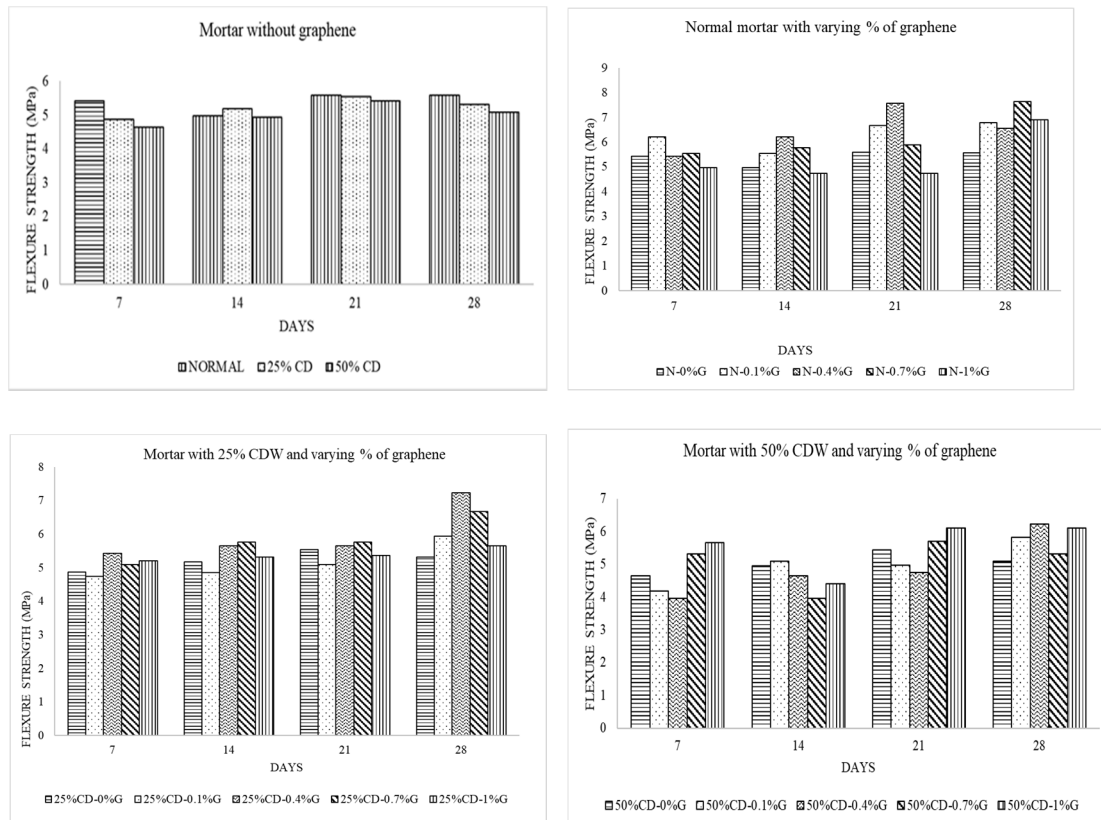 Mortar without graphene
FLEXURE STRENGTH (MPa)
6
5
4
3
2
1
0
7 14 21 28
DAYS
NORMAL 25% CD 50% CD
Normal mortar with varying % of graphene
FLEXURE STRENGTH (MPa)
9
8
7
6
5
4
3
2
1
0
7 14 21 28
DAYS
N-0%G N-0.1%G N-0.4%G N-0.7%G N-1%G
Mortar with 25% CDW and varying % of graphene
FLEXURE STRENGTH (MPa)
8
7
6
5
4
3
2
1
0
7 14 21 28
DAYS
25%CD-0%G 25%CD-0.1%G 25%CD-0.4%G 25%CD-0.7%G 25%CD-1%G
Mortar with 50% CDW and varying % of graphene
FLEXURE STRENGTH (MPa)
7
6
5
4
3
2
1
0
7 14 21 28
DAYS
50%CD-0%G 50%CD-0.1%G 50%CD-0.4%G 50%CD-0.7%G 50%CD-1%G